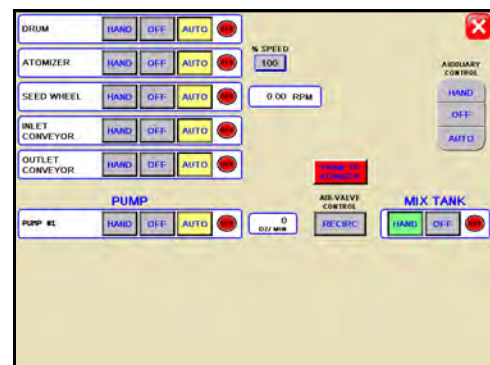 DRUM HAND OFF AUTO OFF
% SPEED
ATOMIZER HAND OFF AUTO OFF 100
AUXILIARY
CONTROL
SEED WHEEL HAND OFF AUTO OFF 0.00 RPM HAND
OFF
INLET
CONVEYOR HAND OFF AUTO OFF AUTO
OUTLET
CONVEYOR HAND OFF AUTO OFF
PUMP AIR-VALVE
CONTROL MIX TANK
PUMP #1 HAND OFF AUTO OFF 0
OZ/ MIN RECIRC HAND OFF OFF